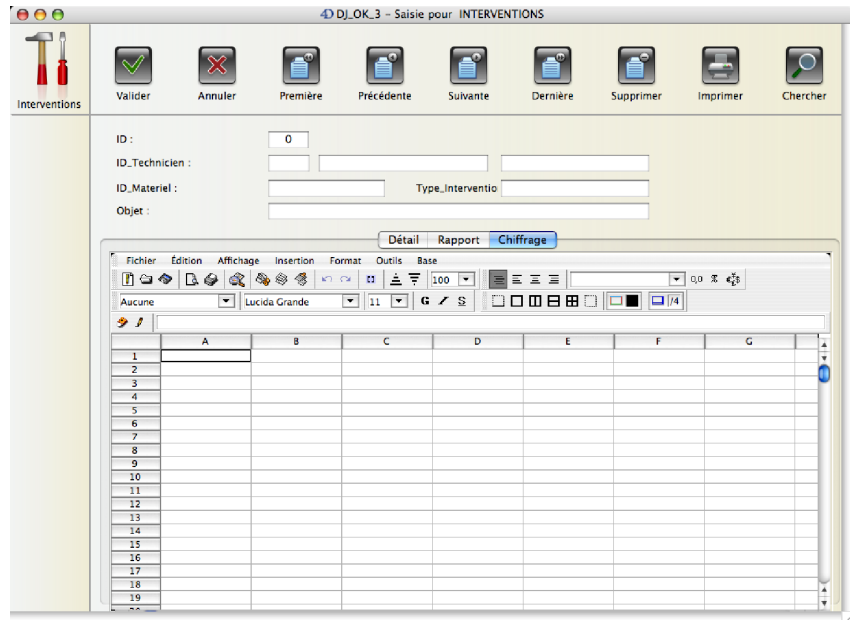 DJ_OK_3 - Saisie pour INTERVENTIONS
Interventions
Valider Annuler Première Précédente Suivante Dernière Supprimer Imprimer Chercher
ID : 0
ID_Technicien :
ID_Materiel : Type_Interventio
Objet :
Détail Rapport Chiffrage
Fichier Édition Affichage Insertion Format Outils Base
100 0,0 %
Aucune Lucida Grande 11 G I S /4
A B C D E F G
1
2
3
4
5
6
7
8
9
10
11
12
13
14
15
16
17
18
19